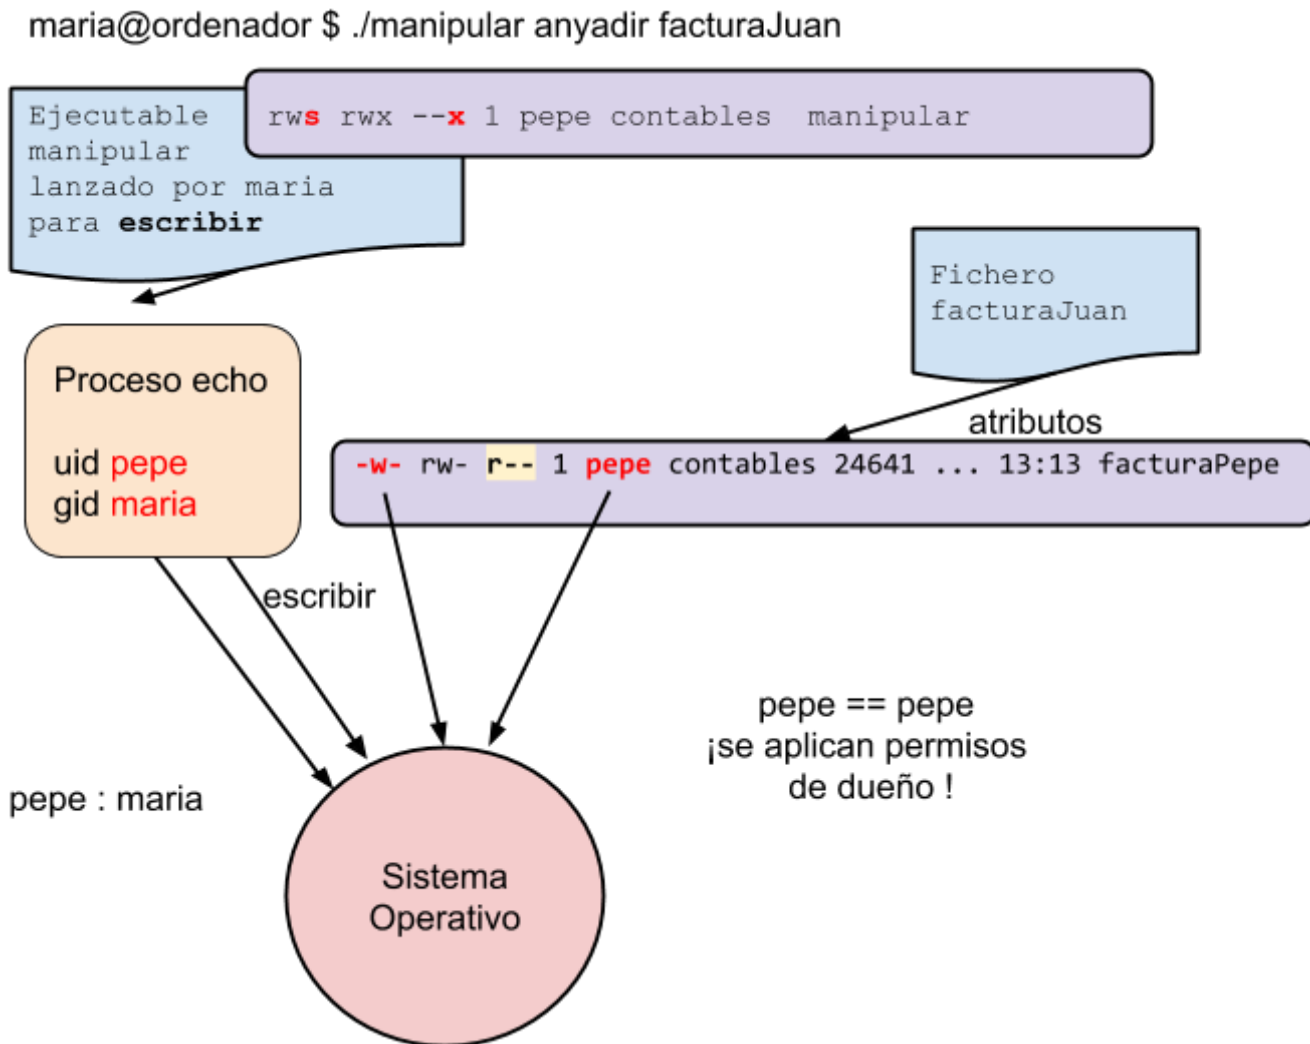 maria@ordenador $ ./manipular anyadir facturaJuan
rws rwx --x 1 pepe contables  manipular
Ejecutable
manipular
lanzado por maria
para escribir
Fichero
facturaJuan
Proceso echo
uid pepe
gid maria
atributos
-w- rw- r-- 1 pepe contables 24641 ... 13:13 facturaPepe
escribir
pepe == pepe
¡se aplican permisos
de dueño !
pepe : maria
Sistema
Operativo